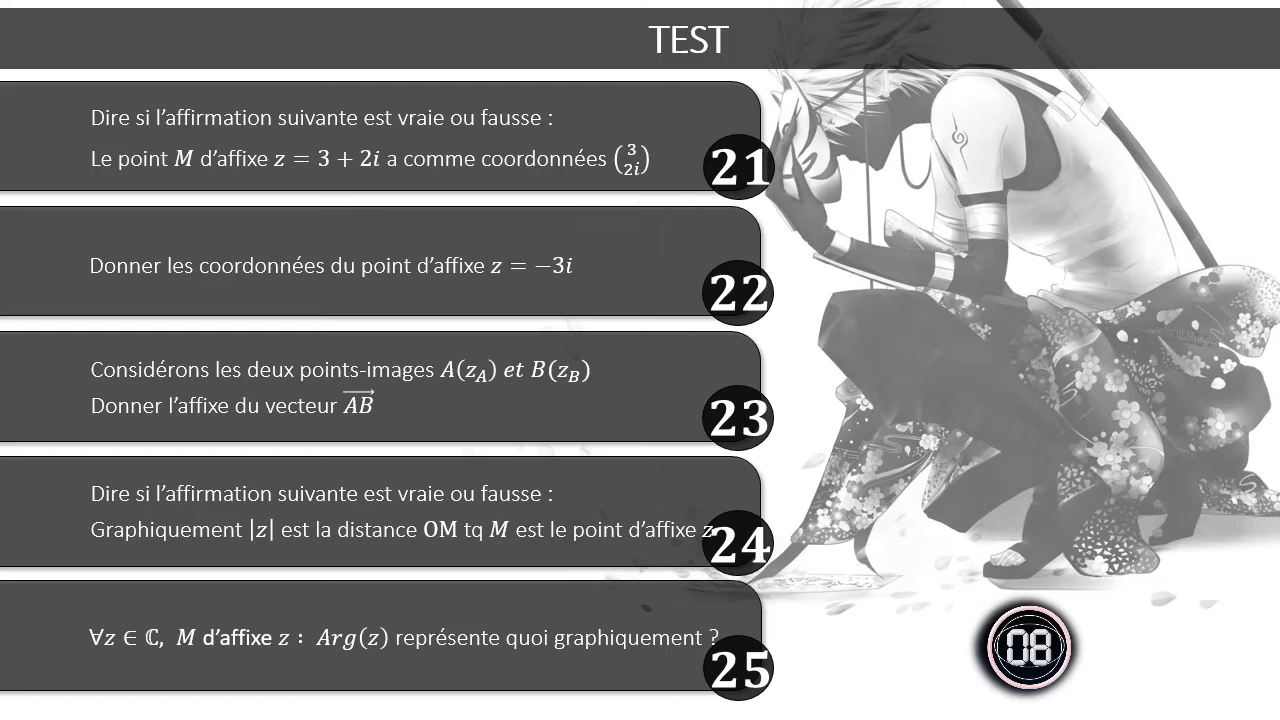 TEST
Dire si l’affirmation suivante est vraie ou fausse :
Le point M d’affixe z = 3 + 2i a comme coordonnées (3 2i)
21
Donner les coordonnées du point d’affixe z = −3i
22
Considérons les deux points-images A(z_A) et B(z_B)
Donner l’affixe du vecteur \overrightarrow{AB}
23
Dire si l’affirmation suivante est vraie ou fausse :
Graphiquement |z| est la distance OM tq M est le point d’affixe z
24
∀z ∈ ℂ, M d’affixe z : Arg(z) représente quoi graphiquement ?
25
08